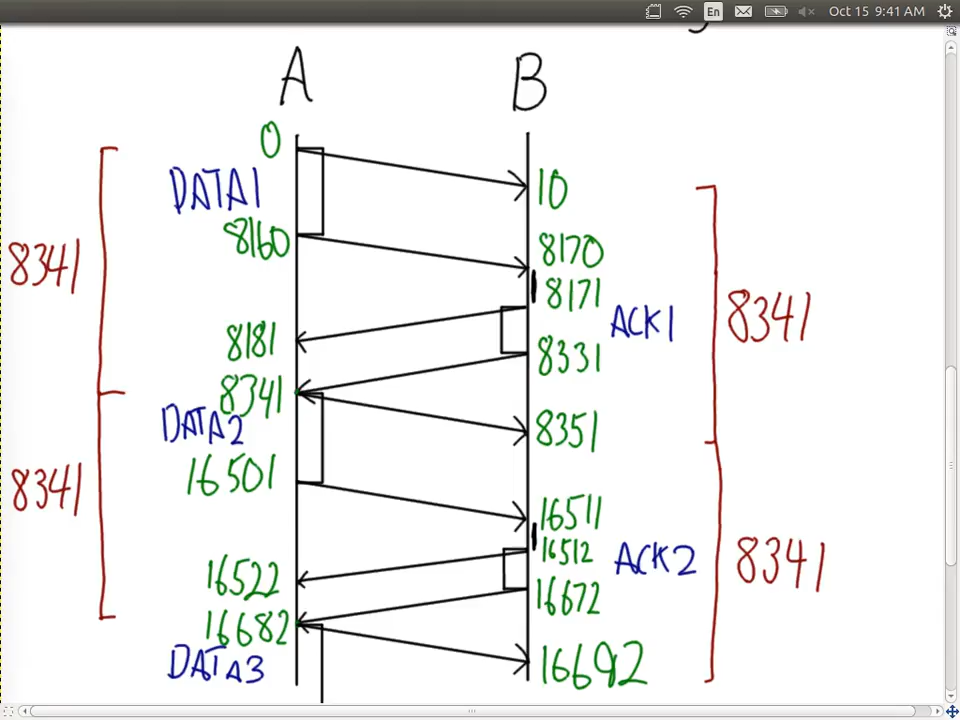 En Oct 15 9:41 AM
A B
0
DATA1
10
8160
8170
8341
8171
ACK1
8341
8181
8331
8341
DATA2
8351
16501
8341
16511
16512
ACK2
8341
16522
16672
16682
DATA3
16692